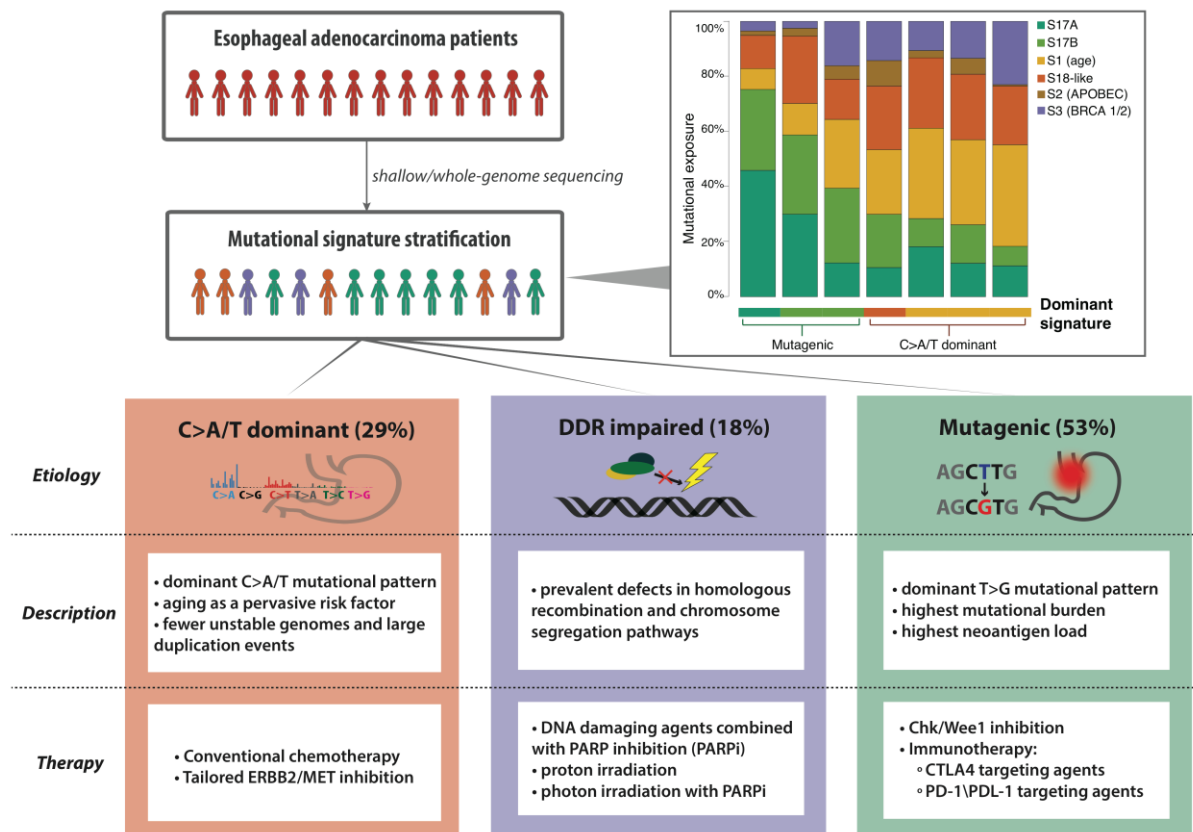 Esophageal adenocarcinoma patients
shallow/whole-genome sequencing
Mutational signature stratification
Mutational exposure
100%
80%
60%
40%
20%
0%
S17A
S17B
S1 (age)
S18-like
S2 (APOBEC)
S3 (BRCA 1/2)
Dominant
signature
Mutagenic
C>A/T dominant
C>A/T dominant (29%)
DDR impaired (18%)
Mutagenic (53%)
Etiology
C>A C>G C>T T>A T>C T>G
AGCTTG
AGCGTG
Description
• dominant C>A/T mutational pattern
• aging as a pervasive risk factor
• fewer unstable genomes and large
duplication events
• prevalent defects in homologous
recombination and chromosome
segregation pathways
• dominant T>G mutational pattern
• highest mutational burden
• highest neoantigen load
Therapy
• Conventional chemotherapy
• Tailored ERBB2/MET inhibition
• DNA damaging agents combined
with PARP inhibition (PARPi)
• proton irradiation
• photon irradiation with PARPi
• Chk/Wee1 inhibition
• Immunotherapy:
∘ CTLA4 targeting agents
∘ PD-1\PDL-1 targeting agents